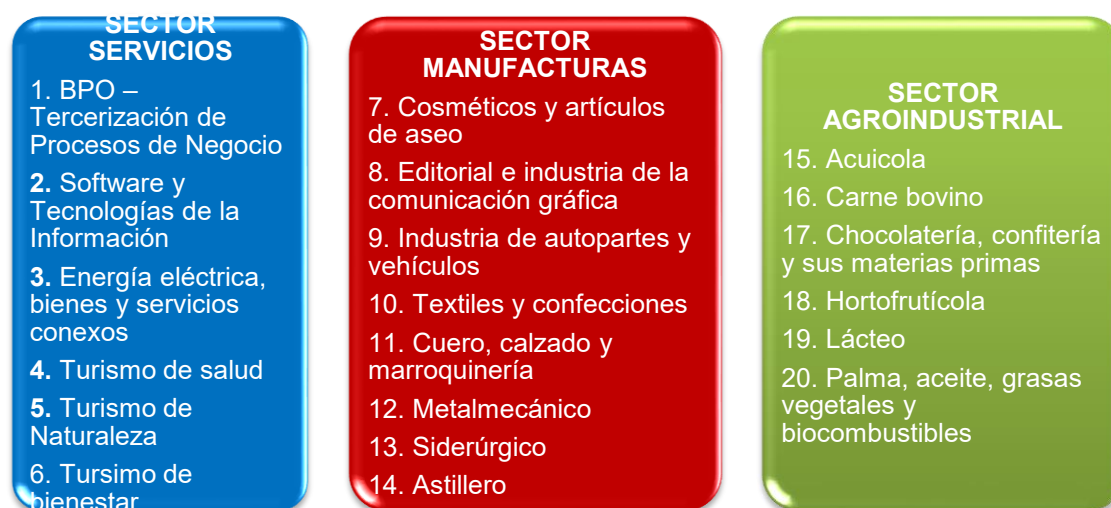 SECTOR
SERVICIOS
1. BPO –
Tercerización de
Procesos de Negocio
2. Software y
Tecnologías de la
Información
3. Energía eléctrica,
bienes y servicios
conexos
4. Turismo de salud
5. Turismo de
Naturaleza
6. Tursimo de
bienestar
SECTOR
MANUFACTURAS
7. Cosméticos y artículos
de aseo
8. Editorial e industria de la
comunicación gráfica
9. Industria de autopartes y
vehículos
10. Textiles y confecciones
11. Cuero, calzado y
marroquinería
12. Metalmecánico
13. Siderúrgico
14. Astillero
SECTOR
AGROINDUSTRIAL
15. Acuicola
16. Carne bovino
17. Chocolatería, confitería
y sus materias primas
18. Hortofrutícola
19. Lácteo
20. Palma, aceite, grasas
vegetales y
biocombustibles